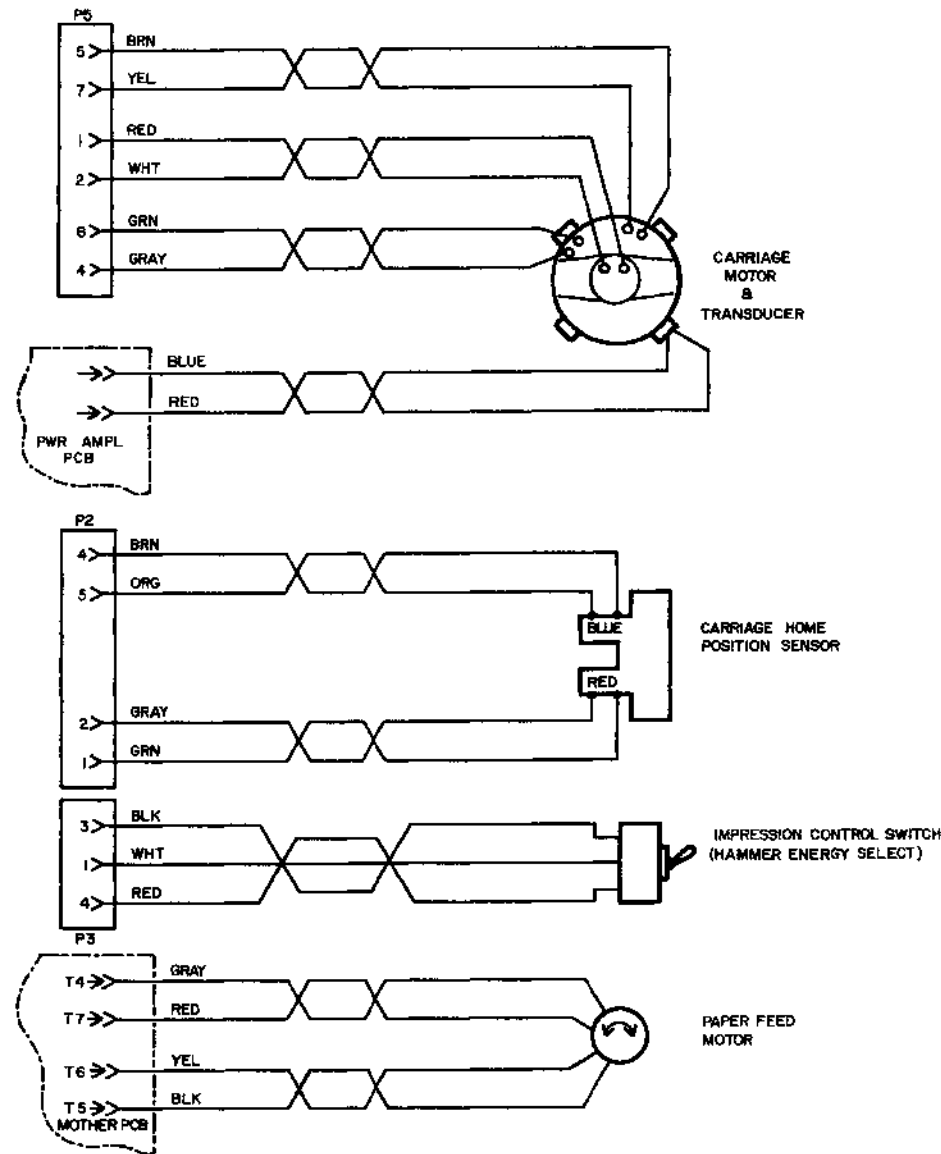 P5
5 BRN
7 YEL
1 RED
2 WHT
6 GRN
4 GRAY
CARRIAGE
MOTOR
&
TRANSDUCER
BLUE
RED
PWR AMPL
PCB
P2
4 BRN
5 ORG
BLUE
RED
CARRIAGE HOME
POSITION SENSOR
2 GRAY
1 GRN
3 BLK
1 WHT
4 RED
P3
IMPRESSION CONTROL SWITCH
(HAMMER ENERGY SELECT)
T4 GRAY
T7 RED
T6 YEL
T5 BLK
MOTHER PCB
PAPER FEED
MOTOR